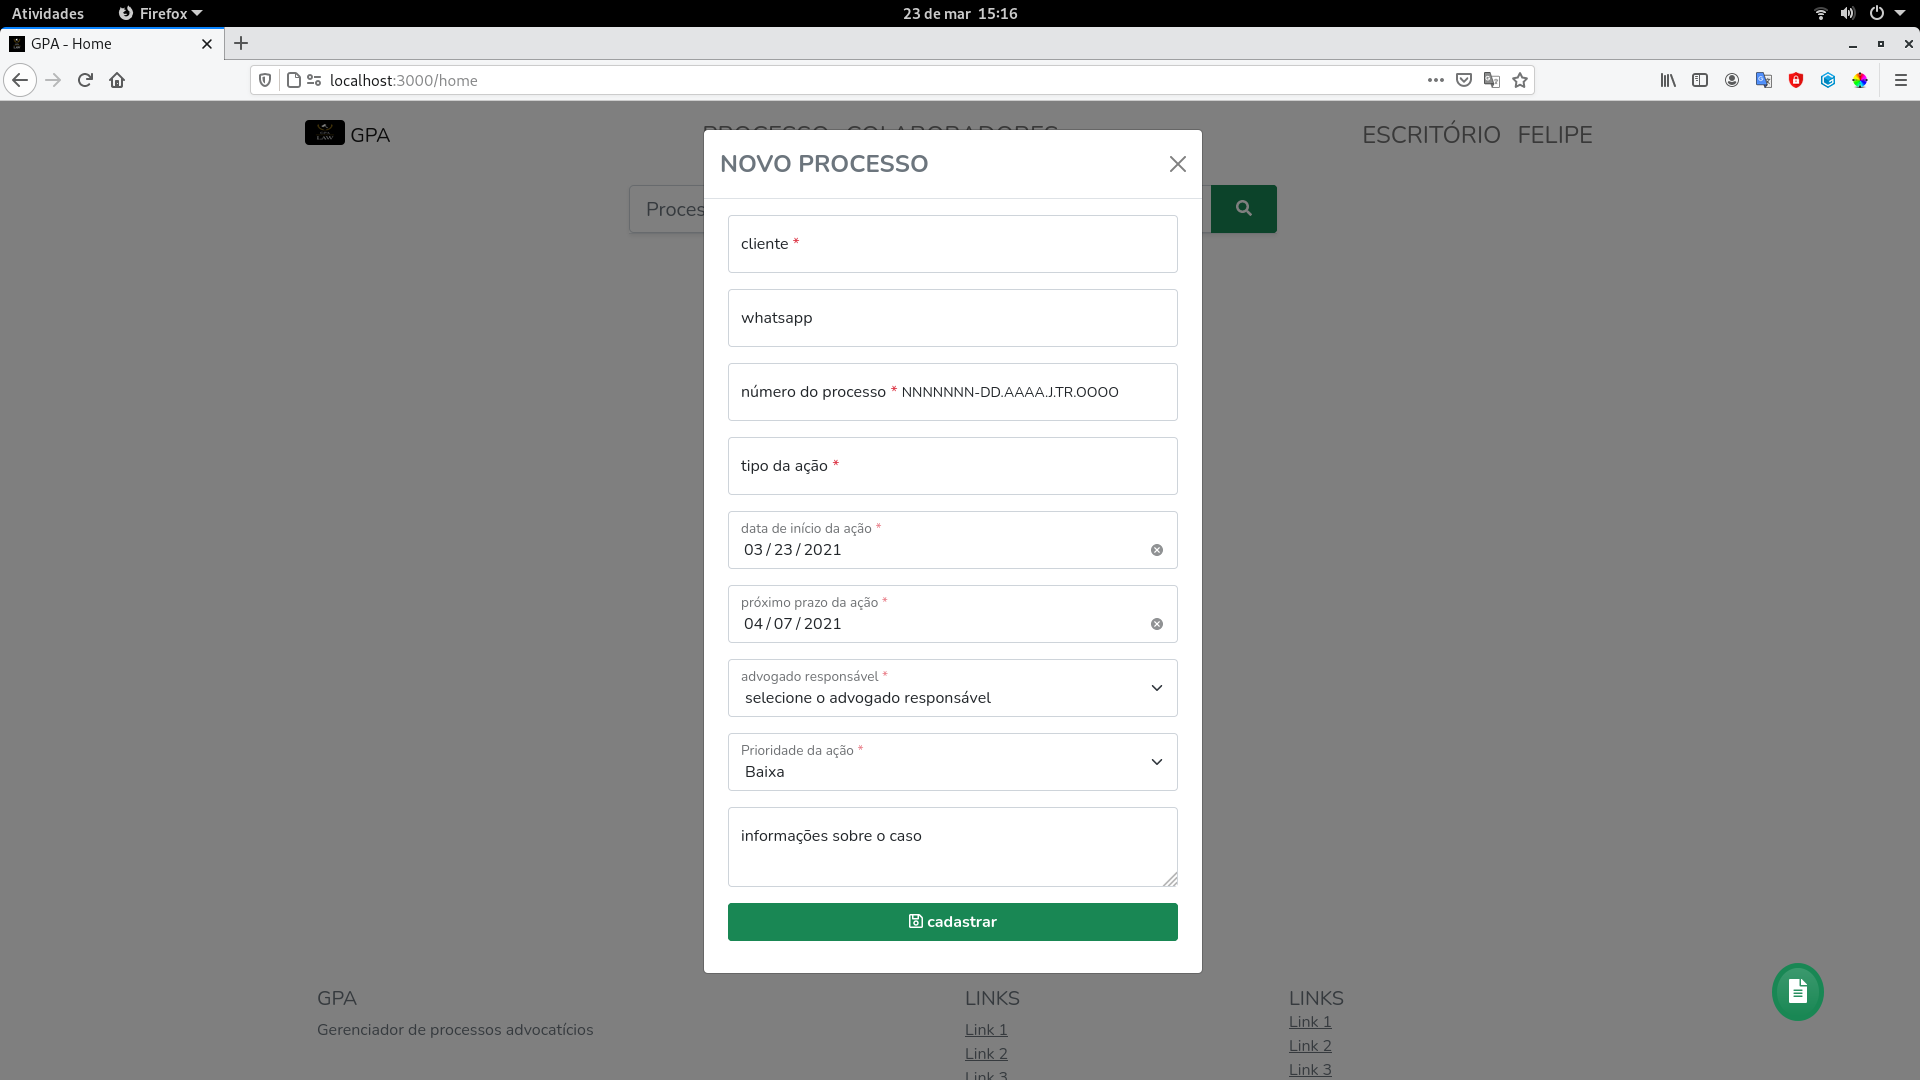 Atividades
Firefox
23 de mar 15:16
GPA - Home
localhost:3000/home
GPA
PROCESSO COLABORADORES
ESCRITÓRIO FELIPE
NOVO PROCESSO
Proces
cliente *
whatsapp
número do processo * NNNNNNN-DD.AAAA.J.TR.OOOO
tipo da ação *
data de início da ação *
03 / 23 / 2021
próximo prazo da ação *
04 / 07 / 2021
advogado responsável *
selecione o advogado responsável
Prioridade da ação *
Baixa
informações sobre o caso
cadastrar
GPA
Gerenciador de processos advocatícios
LINKS
Link 1
Link 2
Link 3
LINKS
Link 1
Link 2
Link 3